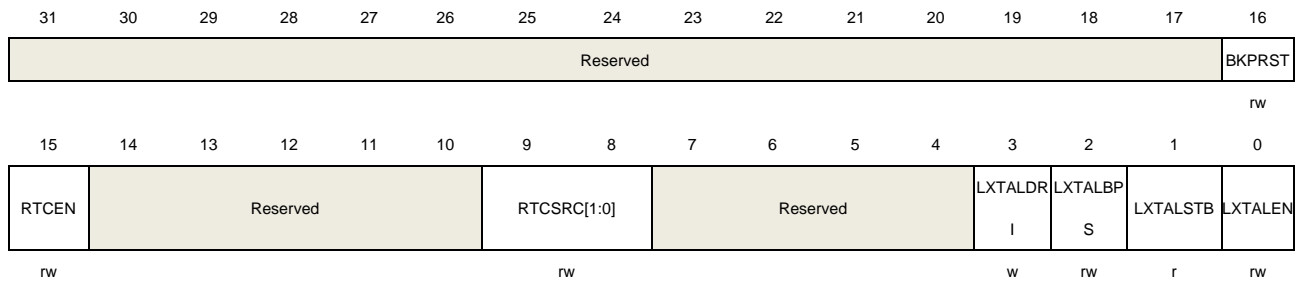 31 30 29 28 27 26 25 24 23 22 21 20 19 18 17 16
Reserved BKPRST
rw
15 14 13 12 11 10 9 8 7 6 5 4 3 2 1 0
RTCEN Reserved RTCSRC[1:0] Reserved LXTALDR LXTALBP LXTALSTB LXTALEN
I S
rw rw w rw r rw